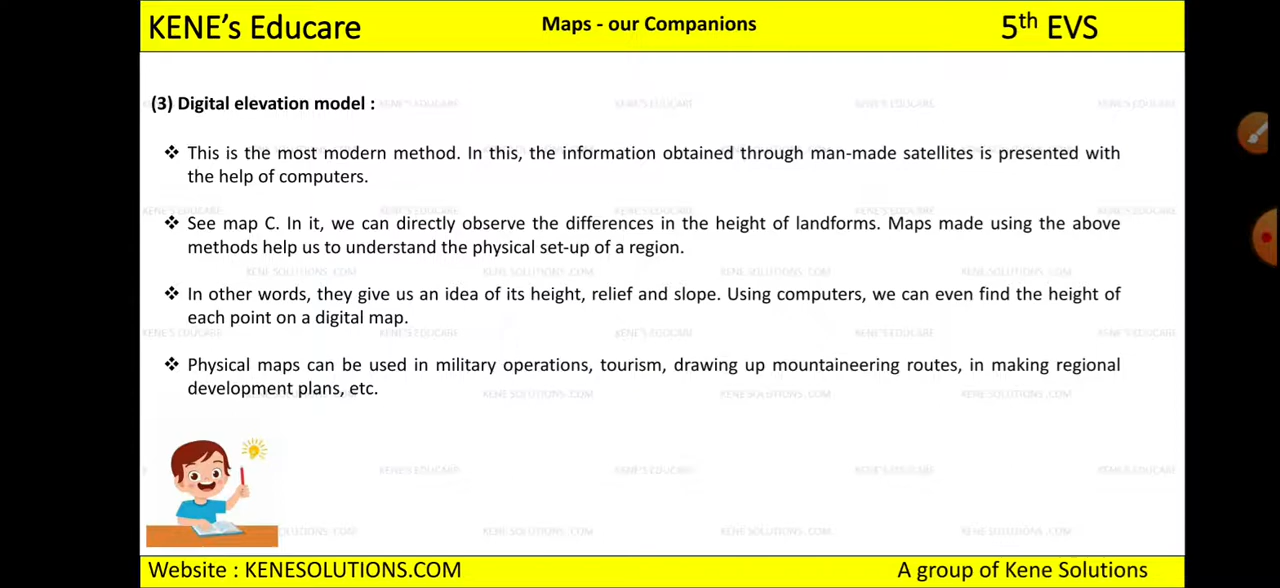 KENE's Educare
Maps - our Companions
5th EVS
(3) Digital elevation model :
❖ This is the most modern method. In this, the information obtained through man-made satellites is presented with
the help of computers.
❖ See map C. In it, we can directly observe the differences in the height of landforms. Maps made using the above
methods help us to understand the physical set-up of a region.
❖ In other words, they give us an idea of its height, relief and slope. Using computers, we can even find the height of
each point on a digital map.
❖ Physical maps can be used in military operations, tourism, drawing up mountaineering routes, in making regional
development plans, etc.
Website : KENESOLUTIONS.COM
A group of Kene Solutions